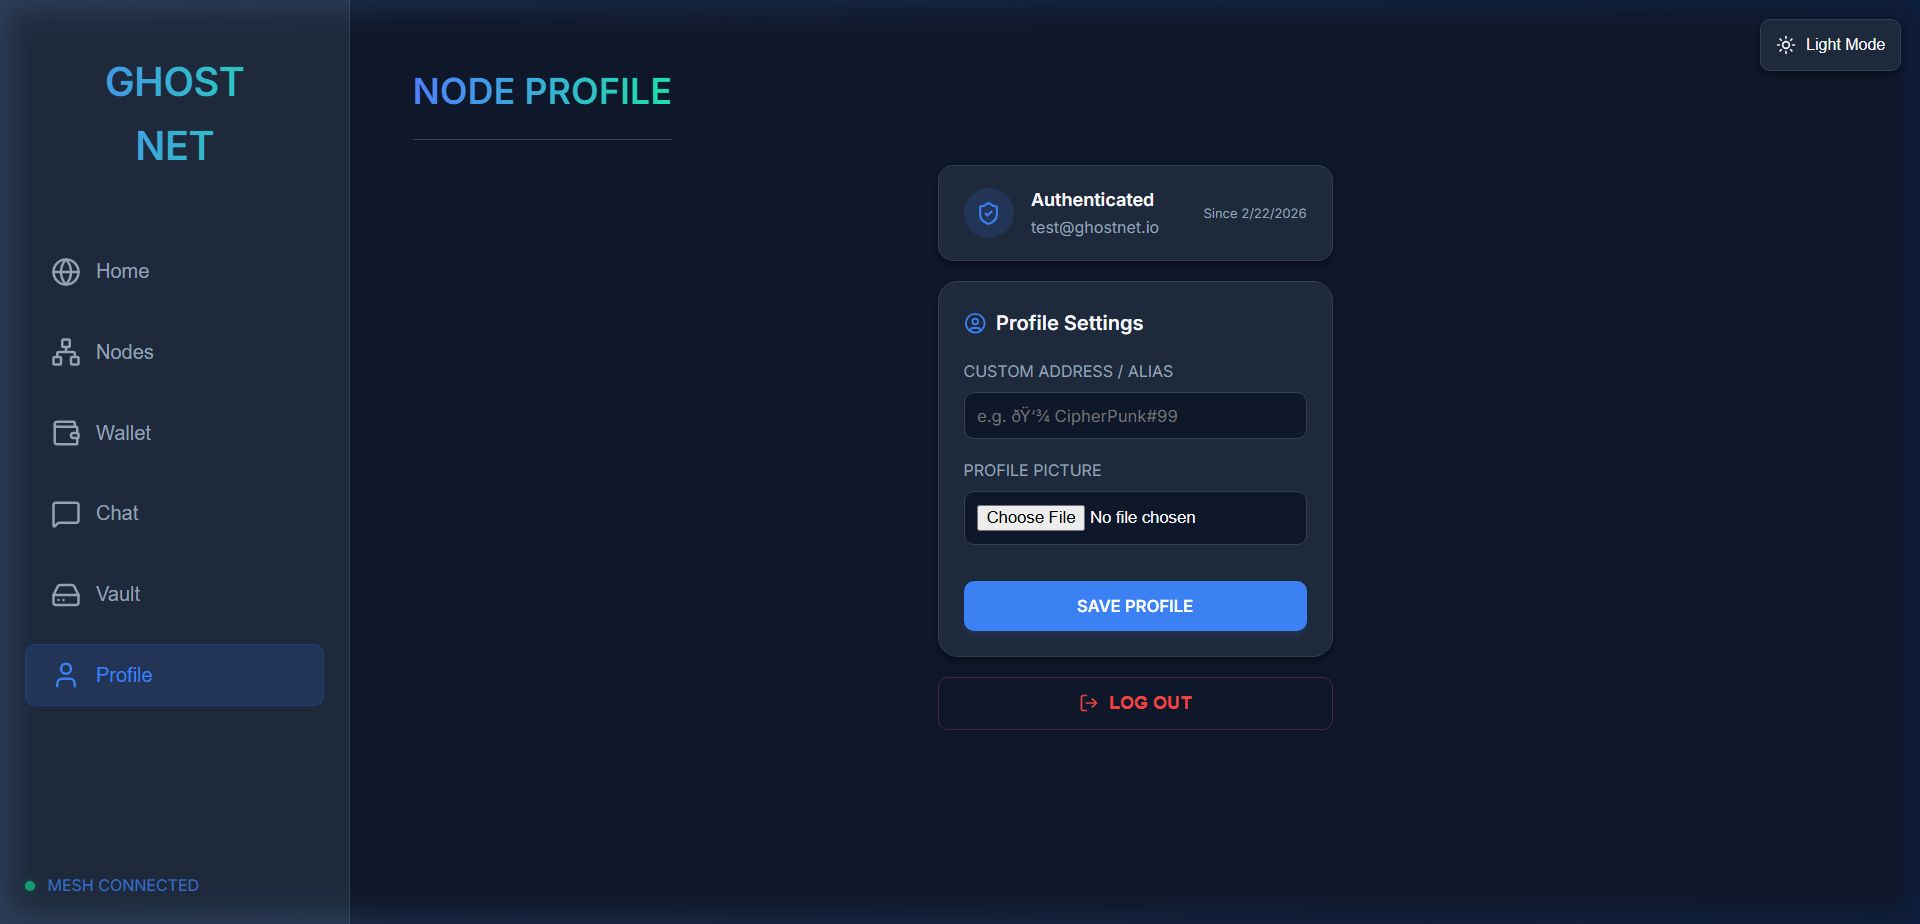 GHOST
NET
Home
Nodes
Wallet
Chat
Vault
Profile
MESH CONNECTED
Light Mode
NODE PROFILE
Authenticated
test@ghostnet.io
Since 2/22/2026
Profile Settings
CUSTOM ADDRESS / ALIAS
e.g. ðŸ‘¾ CipherPunk#99
PROFILE PICTURE
Choose File No file chosen
SAVE PROFILE
LOG OUT